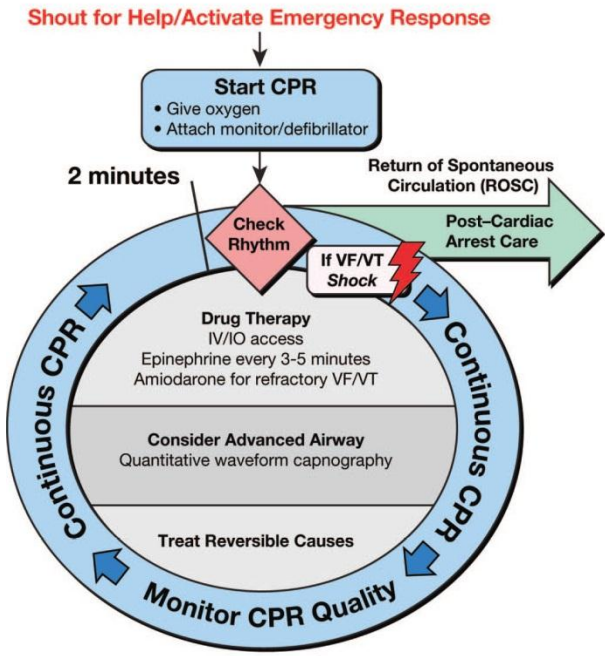 Shout for Help/Activate Emergency Response
Start CPR
• Give oxygen
• Attach monitor/defibrillator
2 minutes
Return of Spontaneous
Circulation (ROSC)
Check
Rhythm
Post–Cardiac
Arrest Care
If VF/VT
Shock
Drug Therapy
IV/IO access
Epinephrine every 3-5 minutes
Amiodarone for refractory VF/VT
Consider Advanced Airway
Quantitative waveform capnography
Treat Reversible Causes
Continuous CPR
Continuous CPR
Monitor CPR Quality